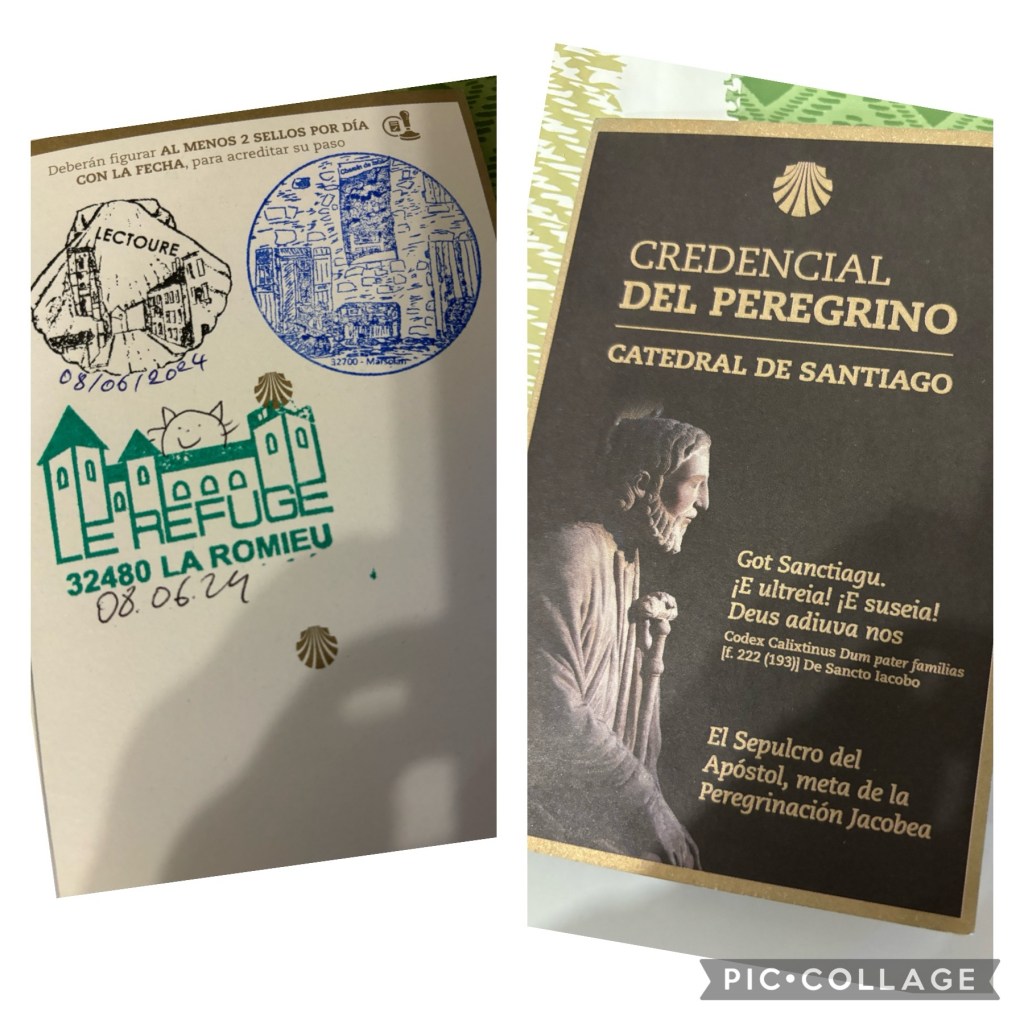 Deberán figurar AL MENOS 2 SELLOS POR DÍA
CON LA FECHA, para acreditar su paso
LECTOURE
08/06/2024
Chemin de
32700 - Marsolan
LE REFUGE
32480 LA ROMIEU
08.06.24
CREDENCIAL
DEL PEREGRINO
CATEDRAL DE SANTIAGO
Got Sanctiagu.
¡E ultreia! ¡E suseia!
Deus adiuva nos
Codex Calixtinus Dum pater familias
[f. 222 (193)] De Sancto Iacobo
El Sepulcro del
Apóstol, meta de la
Peregrinación Jacobea
PIC•COLLAGE